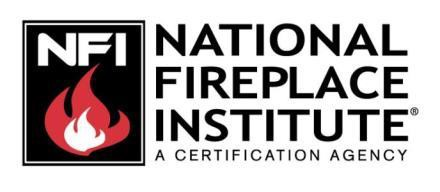 NFI
NATIONAL
FIREPLACE
INSTITUTE®
A CERTIFICATION AGENCY